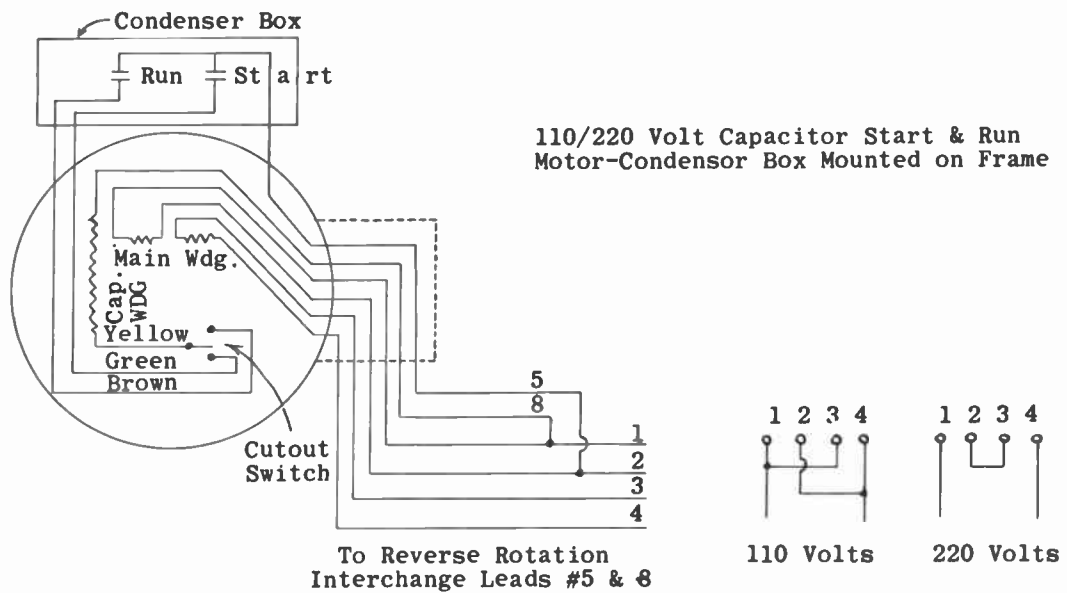 Condenser Box
Run
Start
110/220 Volt Capacitor Start & Run
Motor-Condensor Box Mounted on Frame
Main Wdg.
Cap.
WDG
Yellow
Green
Brown
Cutout
Switch
5
8
1
2
3
4
To Reverse Rotation
Interchange Leads #5 & 8
1 2 3 4
110 Volts
1 2 3 4
220 Volts